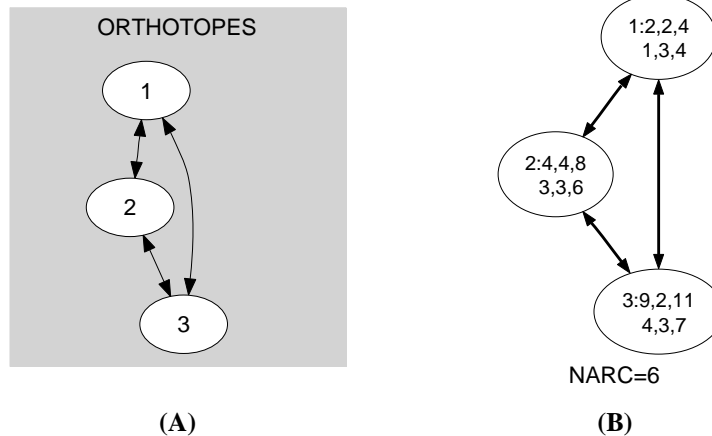 ORTHOTOPES
1
2
3
(A)
1:2,2,4
1,3,4
2:4,4,8
3,3,6
3:9,2,11
4,3,7
NARC=6
(B)